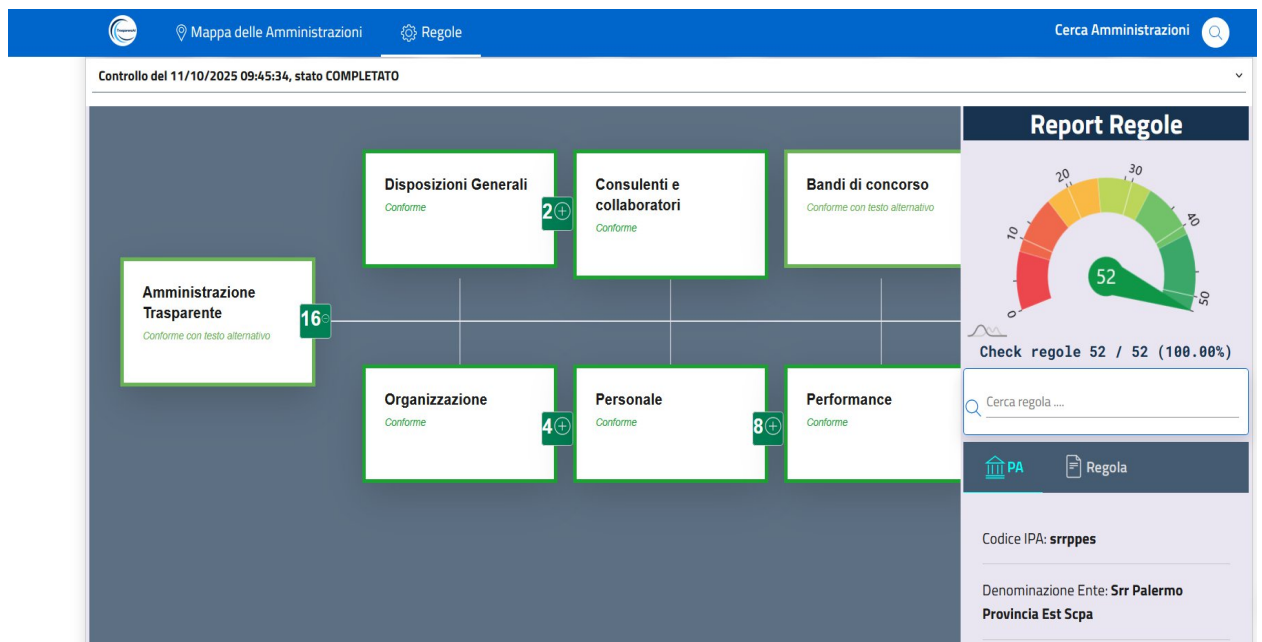 Mappa delle Amministrazioni
Regole
Cerca Amministrazioni
Controllo del 11/10/2025 09:45:34, stato COMPLETATO
Amministrazione
Trasparente
Conforme con testo alternativo
16
Disposizioni Generali
Conforme
2
Consulenti e
collaboratori
Conforme
Bandi di concorso
Conforme con testo alternativo
Organizzazione
Conforme
4
Personale
Conforme
8
Performance
Conforme
Report Regole
0
10
20
30
40
50
52
Check regole 52 / 52 (100.00%)
Cerca regola ....
PA
Regola
Codice IPA: srrppes
Denominazione Ente: Srr Palermo
Provincia Est Scpa